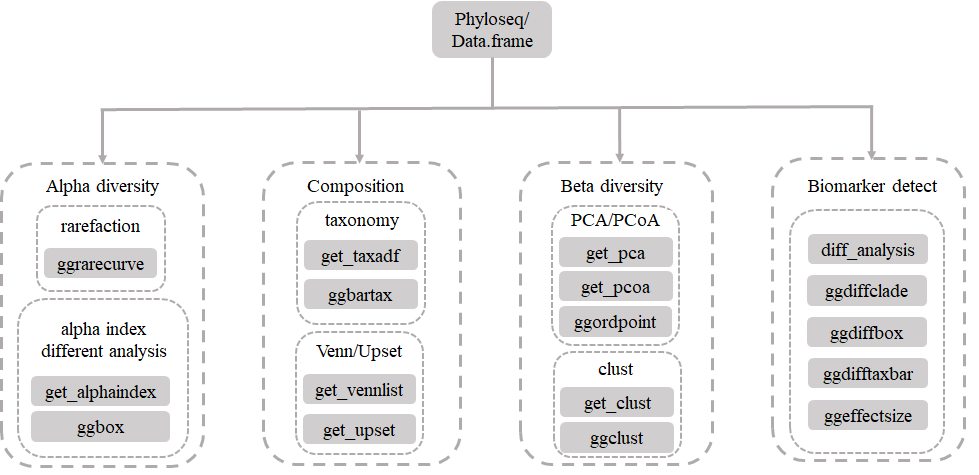 Phyloseq/
Data.frame
Alpha diversity
rarefaction
ggrarecurve
alpha index
different analysis
get_alphaindex
ggbox
Composition
taxonomy
get_taxadf
ggbartax
Venn/Upset
get_vennlist
get_upset
Beta diversity
PCA/PCoA
get_pca
get_pcoa
ggordpoint
clust
get_clust
ggclust
Biomarker detect
diff_analysis
ggdiffclade
ggdiffbox
ggdifftaxbar
ggeffectsize